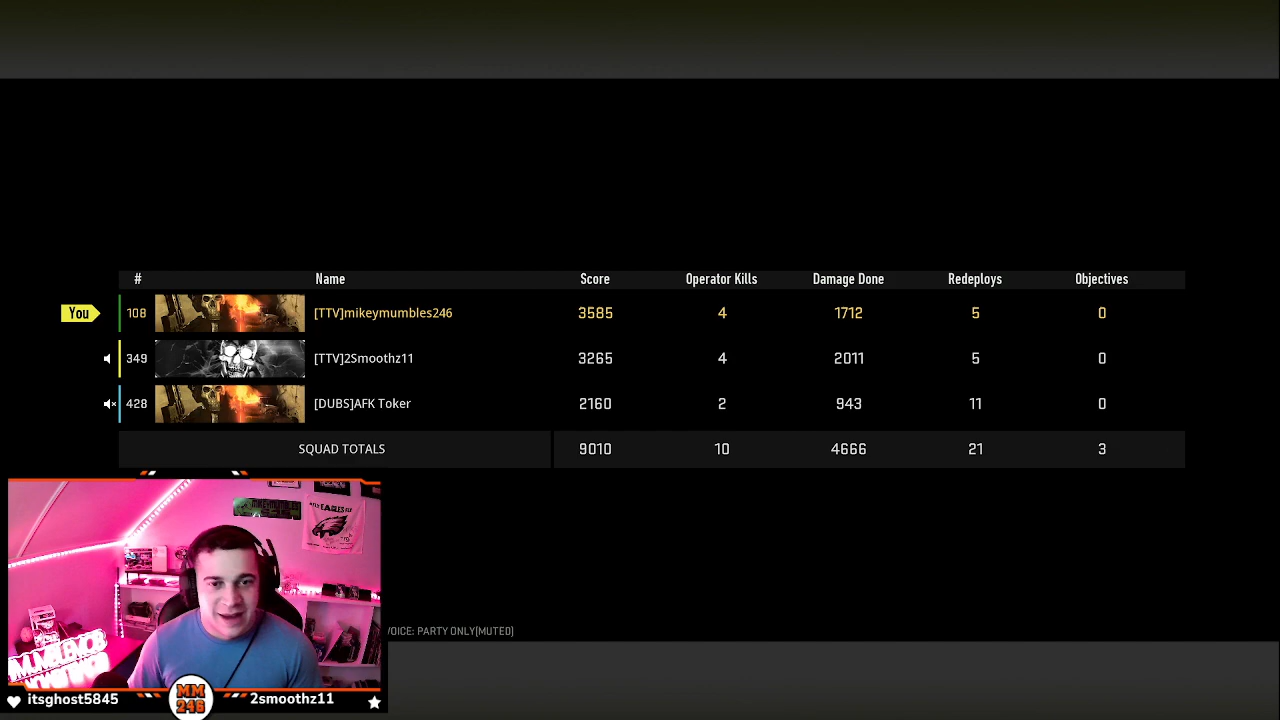 # Name Score Operator Kills Damage Done Redeploys Objectives
You 108 [TTV]mikeymumbles246 3585 4 1712 5 0
349 [TTV]2Smoothz11 3265 4 2011 5 0
428 [DUBS]AFK Toker 2160 2 943 11 0
SQUAD TOTALS 9010 10 4666 21 3
EAGLES
VOICE: PARTY ONLY(MUTED)
MUMBLEMOB
itsghost5845
MM
246
2smoothz11